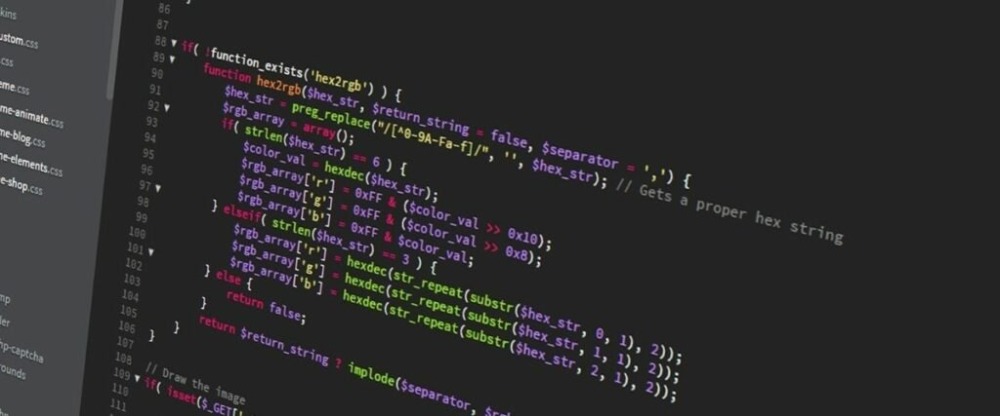 kins
ustom.css
.css
eme.css
me-animate.css
me-blog.css
me-elements.css
e-shop.css
mp
ler
hp-captcha
rounds
86
87
88 if( !function_exists('hex2rgb') ) {
89 function hex2rgb($hex_str, $return_string = false, $separator = ',') {
90 $hex_str = preg_replace("/[^0-9A-Fa-f]/", '', $hex_str); // Gets a proper hex string
91 $rgb_array = array();
92 if( strlen($hex_str) == 6 ) {
93 $color_val = hexdec($hex_str);
94 $rgb_array['r'] = 0xFF & ($color_val >> 0x10);
95 $rgb_array['g'] = 0xFF & ($color_val >> 0x8);
96 $rgb_array['b'] = 0xFF & $color_val;
97 } elseif( strlen($hex_str) == 3 ) {
98 $rgb_array['r'] = hexdec(str_repeat(substr($hex_str, 0, 1), 2));
99 $rgb_array['g'] = hexdec(str_repeat(substr($hex_str, 1, 1), 2));
100 $rgb_array['b'] = hexdec(str_repeat(substr($hex_str, 2, 1), 2));
101 } else {
102 return false;
103 }
104 return $return_string ? implode($separator,
105 }
106 }
107
108 // Draw the image
109 if( isset($_GET['
110
111